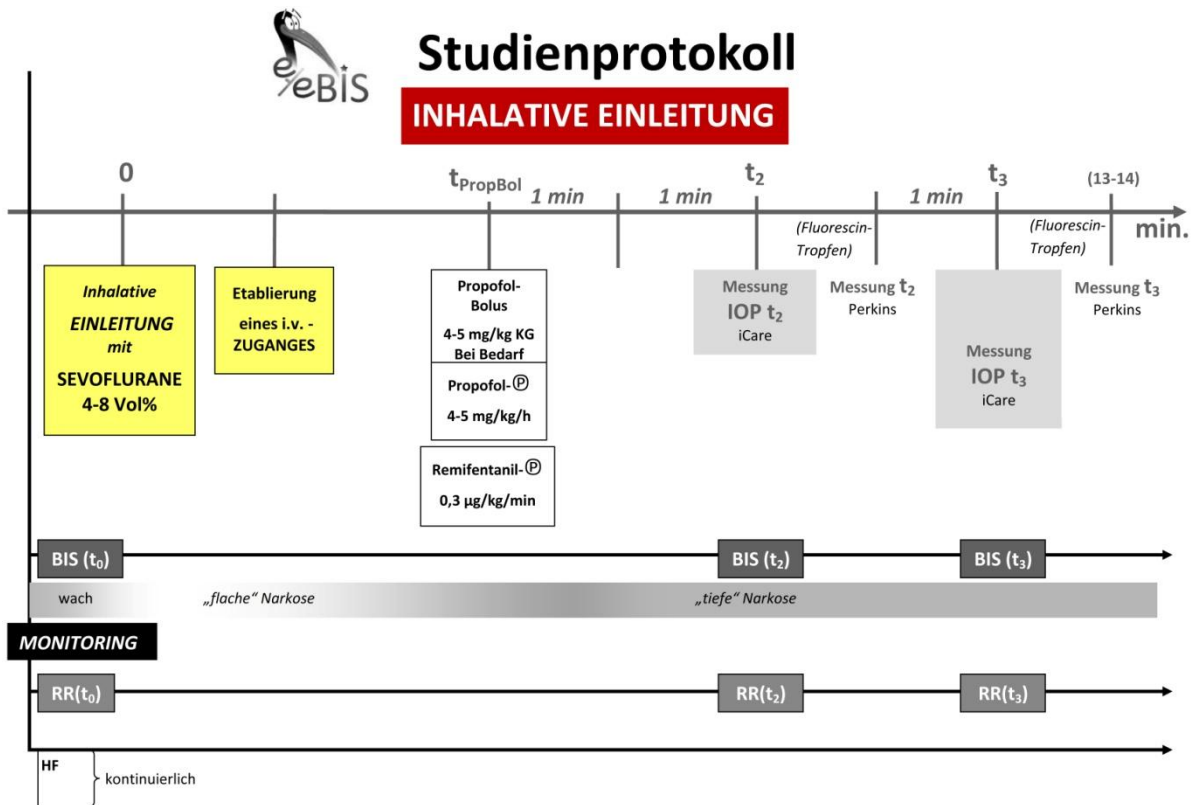 e/eBiS
Studienprotokoll
INHALATIVE EINLEITUNG
0
tPropBol
1 min
1 min
t2
1 min
t3
(13-14)
min.
(Fluorescin-
Tropfen)
(Fluorescin-
Tropfen)
Inhalative
EINLEITUNG
mit
SEVOFLURANE
4-8 Vol%
Etablierung
eines i.v. -
ZUGANGES
Propofol-
Bolus
4-5 mg/kg KG
Bei Bedarf
Propofol-Ⓟ
4-5 mg/kg/h
Remifentanil-Ⓟ
0,3 µg/kg/min
Messung
IOP t2
iCare
Messung t2
Perkins
Messung
IOP t3
iCare
Messung t3
Perkins
BIS (t0)
BIS (t2)
BIS (t3)
wach
„flache“ Narkose
„tiefe“ Narkose
MONITORING
RR(t0)
RR(t2)
RR(t3)
HF
kontinuierlich